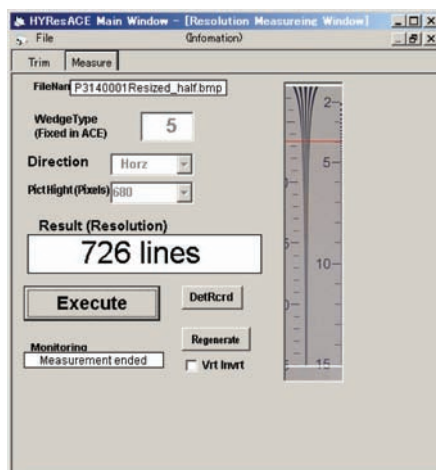 HYResACE Main Window - [Resolution Measureing Window]
File (Infomation)
Trim Measure
FileNam P3140001Resized_half.bmp
WedgeType
(Fixed in ACE)
5
Direction Horz
PictHight (Pixels) 680
Result (Resolution)
726 lines
Execute DetRcrd
Regenerate
Monitoring
Measurement ended
Vrt Invrt
2
5
10
15